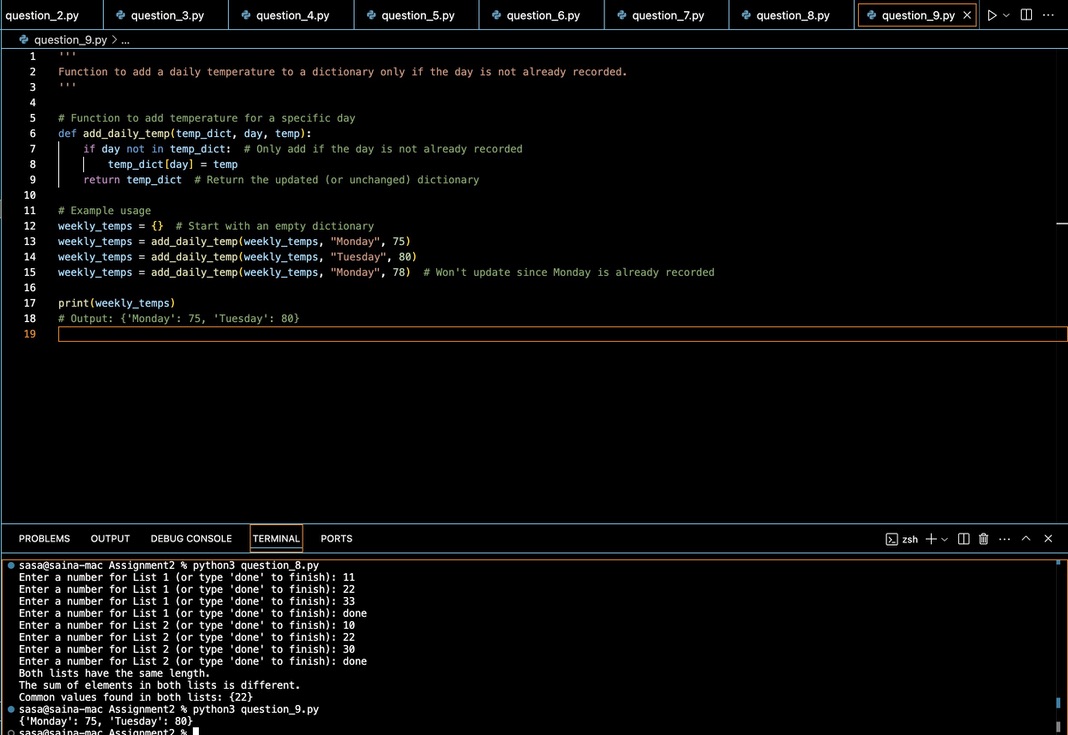 question_2.py question_3.py question_4.py question_5.py question_6.py question_7.py question_8.py question_9.py
question_9.py > ...
1 '''
2 Function to add a daily temperature to a dictionary only if the day is not already recorded.
3 '''
4
5 # Function to add temperature for a specific day
6 def add_daily_temp(temp_dict, day, temp):
7     if day not in temp_dict:  # Only add if the day is not already recorded
8         temp_dict[day] = temp
9     return temp_dict  # Return the updated (or unchanged) dictionary
10
11 # Example usage
12 weekly_temps = {}  # Start with an empty dictionary
13 weekly_temps = add_daily_temp(weekly_temps, "Monday", 75)
14 weekly_temps = add_daily_temp(weekly_temps, "Tuesday", 80)
15 weekly_temps = add_daily_temp(weekly_temps, "Monday", 78)  # Won't update since Monday is already recorded
16
17 print(weekly_temps)
18 # Output: {'Monday': 75, 'Tuesday': 80}
19
PROBLEMS OUTPUT DEBUG CONSOLE TERMINAL PORTS zsh
sasa@saina-mac Assignment2 % python3 question_8.py
Enter a number for List 1 (or type 'done' to finish): 11
Enter a number for List 1 (or type 'done' to finish): 22
Enter a number for List 1 (or type 'done' to finish): 33
Enter a number for List 1 (or type 'done' to finish): done
Enter a number for List 2 (or type 'done' to finish): 10
Enter a number for List 2 (or type 'done' to finish): 22
Enter a number for List 2 (or type 'done' to finish): 30
Enter a number for List 2 (or type 'done' to finish): done
Both lists have the same length.
The sum of elements in both lists is different.
Common values found in both lists: {22}
sasa@saina-mac Assignment2 % python3 question_9.py
{'Monday': 75, 'Tuesday': 80}
sasa@saina-mac Assignment2 %